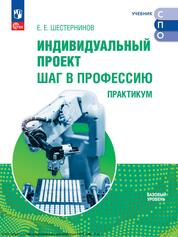 УЧЕБНИК
СПО
Е. Е. ШЕСТЕРНИНОВ
ИНДИВИДУАЛЬНЫЙ
ПРОЕКТ
ШАГ В ПРОФЕССИЮ
ПРАКТИКУМ
БАЗОВЫЙ
УРОВЕНЬ